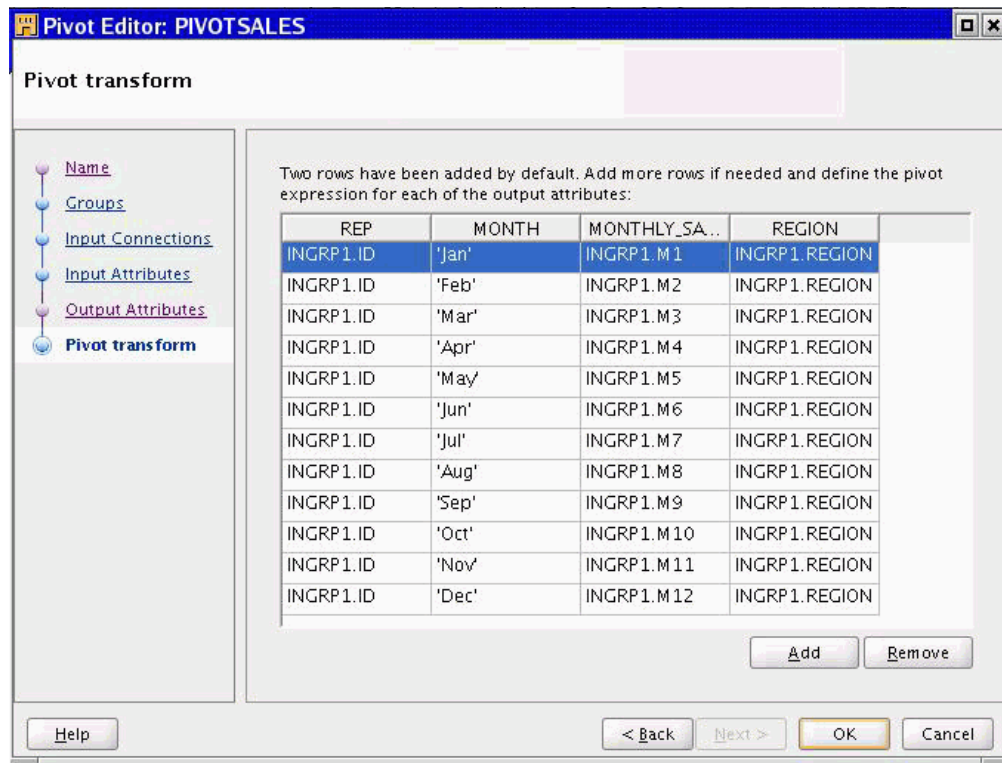 Pivot Editor: PIVOTSALES
Pivot transform
Name
Groups
Input Connections
Input Attributes
Output Attributes
Pivot transform
Two rows have been added by default. Add more rows if needed and define the pivot
expression for each of the output attributes:
REP MONTH MONTHLY_SA... REGION
INGRP1.ID 'Jan' INGRP1.M1 INGRP1.REGION
INGRP1.ID 'Feb' INGRP1.M2 INGRP1.REGION
INGRP1.ID 'Mar' INGRP1.M3 INGRP1.REGION
INGRP1.ID 'Apr' INGRP1.M4 INGRP1.REGION
INGRP1.ID 'May' INGRP1.M5 INGRP1.REGION
INGRP1.ID 'Jun' INGRP1.M6 INGRP1.REGION
INGRP1.ID 'Jul' INGRP1.M7 INGRP1.REGION
INGRP1.ID 'Aug' INGRP1.M8 INGRP1.REGION
INGRP1.ID 'Sep' INGRP1.M9 INGRP1.REGION
INGRP1.ID 'Oct' INGRP1.M10 INGRP1.REGION
INGRP1.ID 'Nov' INGRP1.M11 INGRP1.REGION
INGRP1.ID 'Dec' INGRP1.M12 INGRP1.REGION
Add Remove
Help < Back Next > OK Cancel